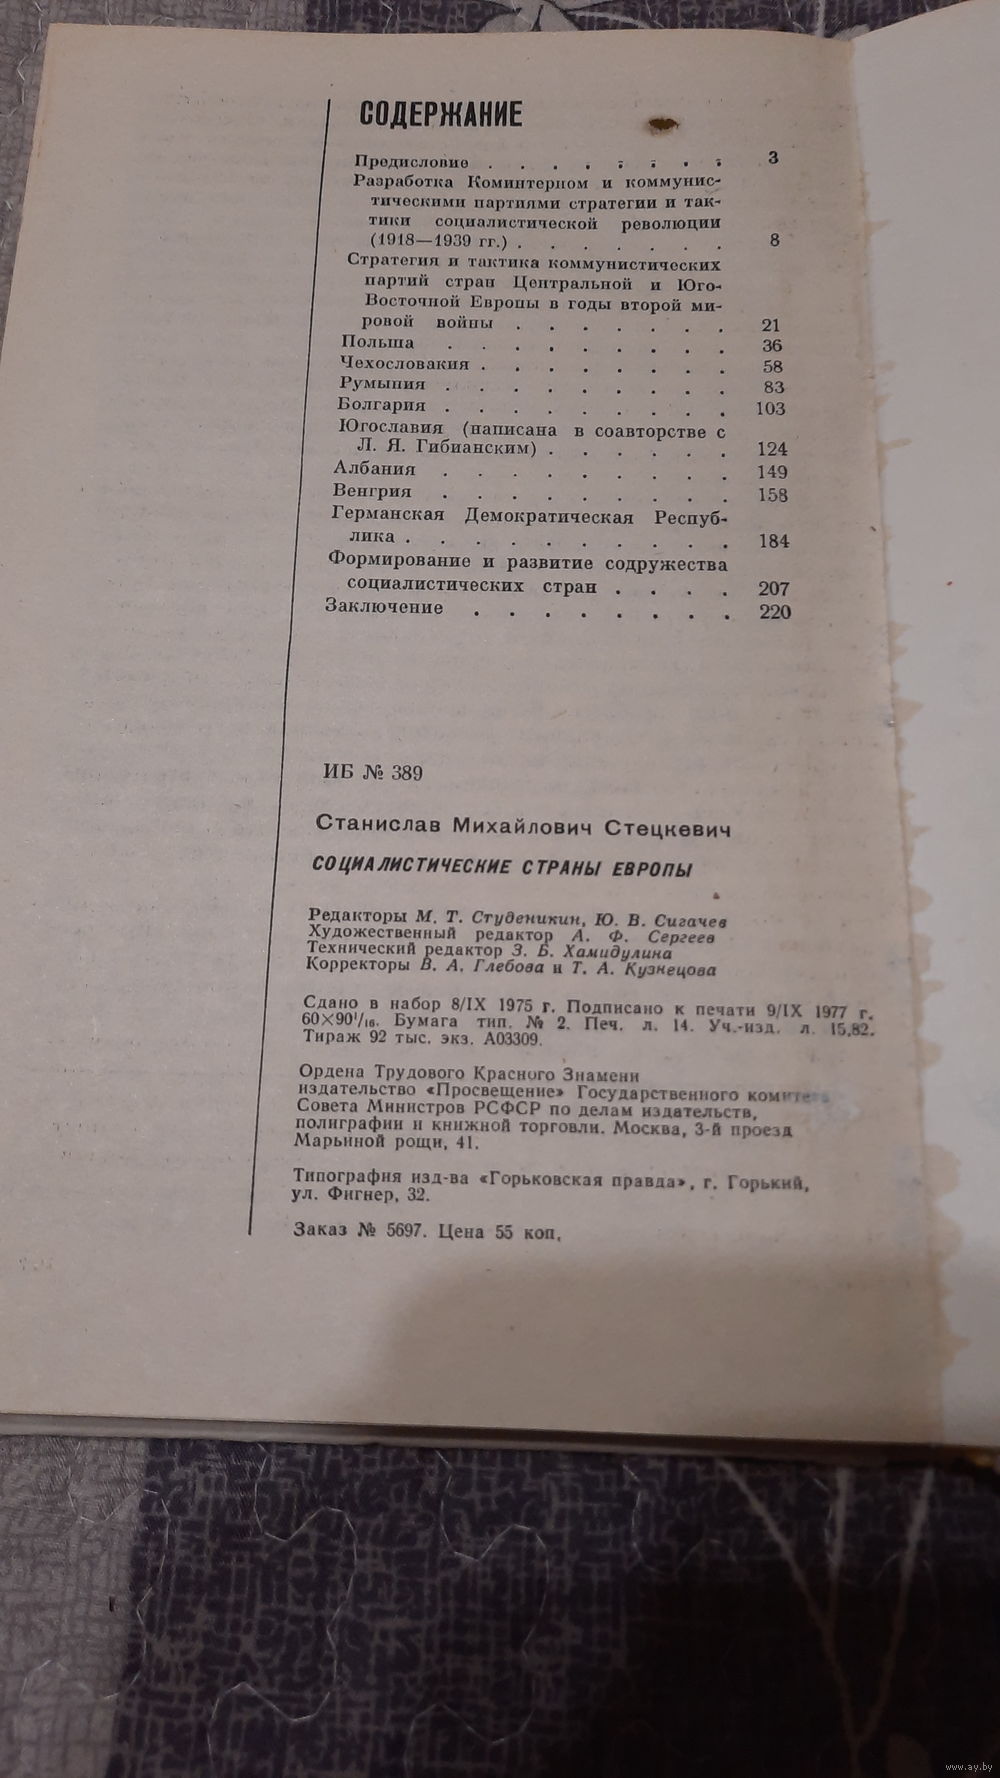 СОДЕРЖАНИЕ
Предисловие . . . . . . . . 3
Разработка Коминтерном и коммунис-
тическими партиями стратегии и так-
тики социалистической революции
(1918—1939 гг.) . . . . . . . 8
Стратегия и тактика коммунистических
партий стран Центральной и Юго-
Восточной Европы в годы второй ми-
ровой войны . . . . . . . 21
Польша . . . . . . . . . 36
Чехословакия . . . . . . . . 58
Румыния . . . . . . . . . 83
Болгария . . . . . . . . . 103
Югославия (написана в соавторстве с
Л. Я. Гибианским) . . . . . . 124
Албания . . . . . . . . . 149
Венгрия . . . . . . . . . 158
Германская Демократическая Респуб-
лика . . . . . . . . . . 184
Формирование и развитие содружества
социалистических стран . . . . 207
Заключение . . . . . . . . 220
ИБ № 389
Станислав Михайлович Стецкевич
СОЦИАЛИСТИЧЕСКИЕ СТРАНЫ ЕВРОПЫ
Редакторы М. Т. Студеникин, Ю. В. Сигачев
Художественный редактор А. Ф. Сергеев
Технический редактор З. Б. Хамидулина
Корректоры В. А. Глебова и Т. А. Кузнецова
Сдано в набор 8/IX 1975 г. Подписано к печати 9/IX 1977 г.
60×90¹/₁₆. Бумага тип. № 2. Печ. л. 14. Уч.-изд. л. 15,82.
Тираж 92 тыс. экз. А03309.
Ордена Трудового Красного Знамени
издательство «Просвещение» Государственного комитета
Совета Министров РСФСР по делам издательств,
полиграфии и книжной торговли. Москва, 3-й проезд
Марьиной рощи, 41.
Типография изд-ва «Горьковская правда», г. Горький,
ул. Фигнер, 32.
Заказ № 5697. Цена 55 коп.
www.ay.by